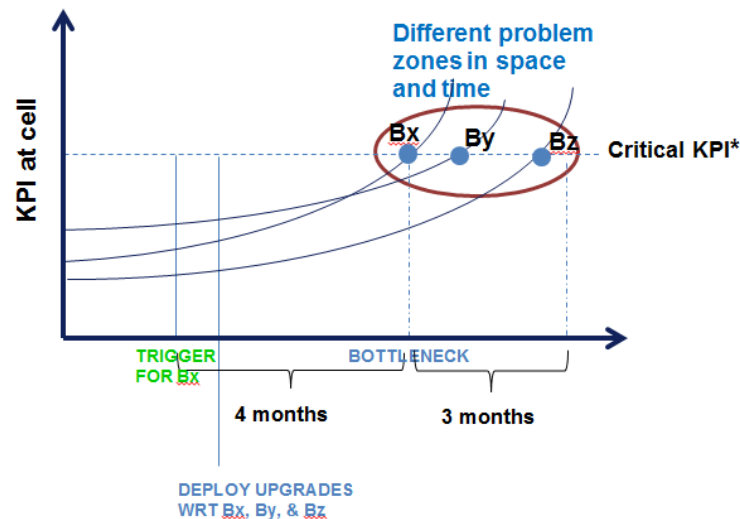 Different problem
zones in space
and time
Bx
By
Bz
Critical KPI*
KPI at cell
TRIGGER
FOR Bx
BOTTLENECK
4 months
3 months
DEPLOY UPGRADES
WRT Bx, By, & Bz